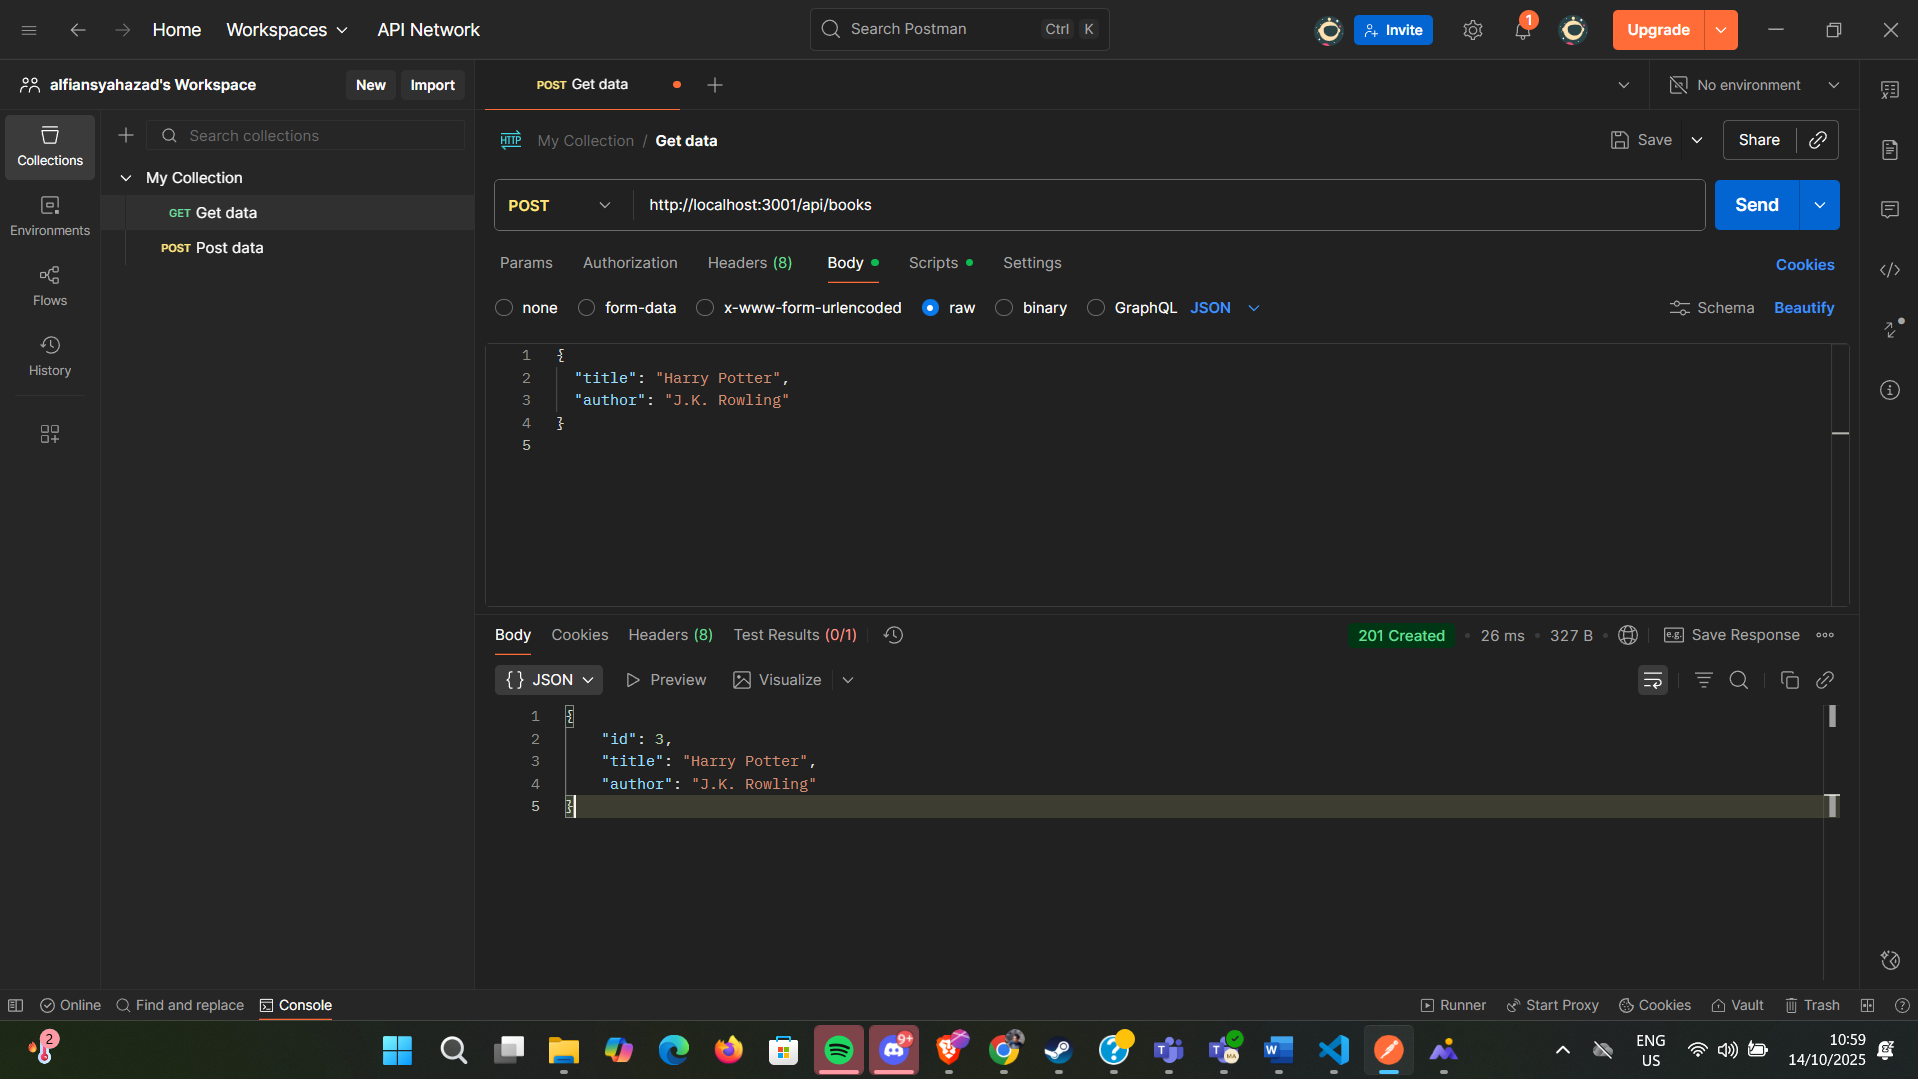 Home Workspaces API Network Search Postman Ctrl K Invite 1 Upgrade
alfiansyahazad's Workspace New Import POST Get data No environment
Collections
Search collections
HTTP My Collection / Get data Save Share
My Collection
GET Get data
POST Post data
Environments
Flows
History
POST http://localhost:3001/api/books Send
Params Authorization Headers (8) Body Scripts Settings Cookies
none form-data x-www-form-urlencoded raw binary GraphQL JSON Schema Beautify
1 {
2 "title": "Harry Potter",
3 "author": "J.K. Rowling"
4 }
5
Body Cookies Headers (8) Test Results (0/1) 201 Created 26 ms 327 B e.g. Save Response
{} JSON Preview Visualize
1 {
2 "id": 3,
3 "title": "Harry Potter",
4 "author": "J.K. Rowling"
5 }
Online Find and replace Console Runner Start Proxy Cookies Vault Trash
2 9+ ENG 10:59
US 14/10/2025